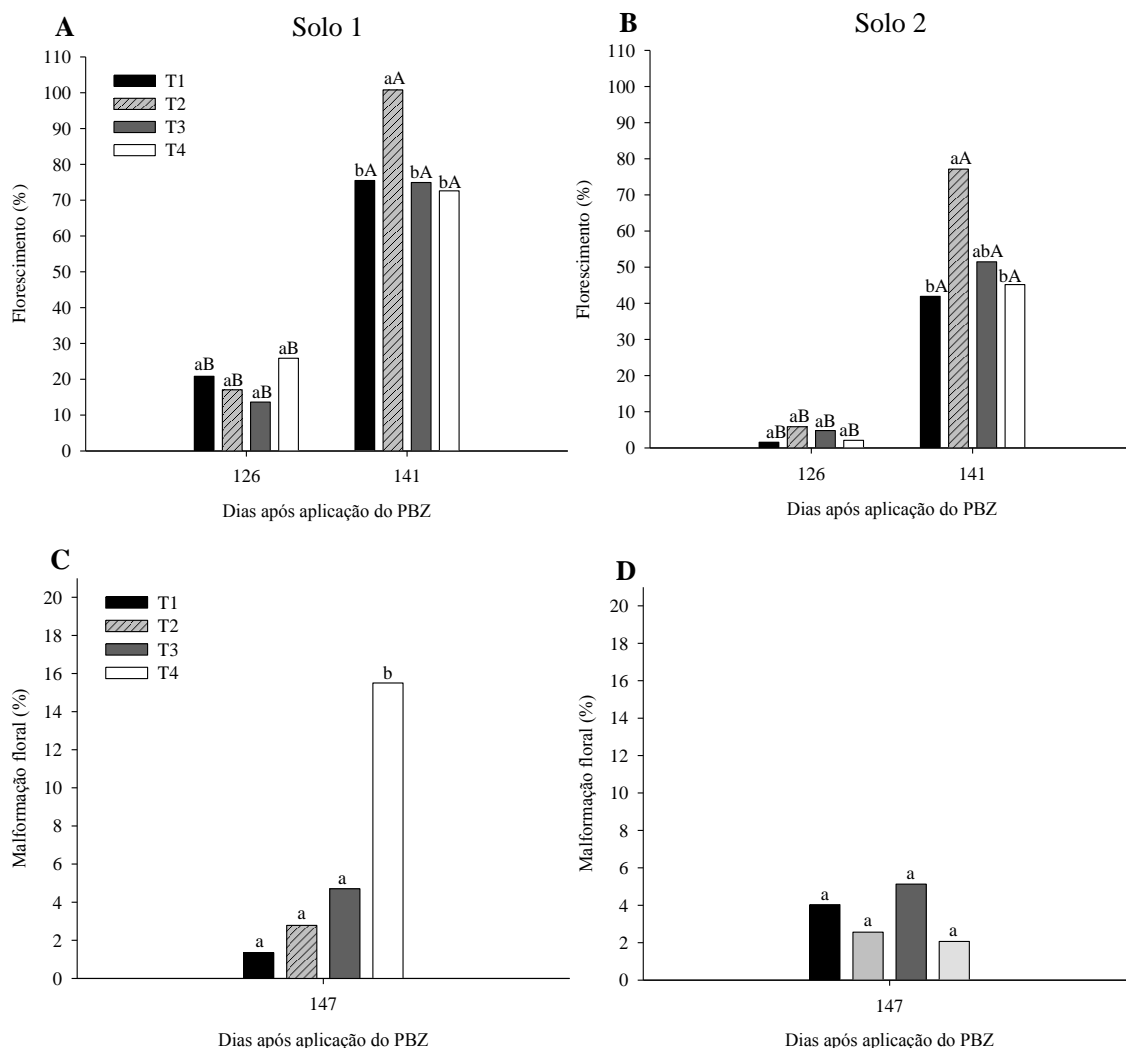 A
Solo 1
110
100
90
80
70
60
50
40
30
20
10
0
Florescimento (%)
T1
T2
T3
T4
aB
aB
aB
aB
bA
aA
bA
bA
126
141
Dias após aplicação do PBZ
B
Solo 2
110
100
90
80
70
60
50
40
30
20
10
0
Florescimento (%)
aB
aB
aB
aB
bA
aA
abA
bA
126
141
Dias após aplicação do PBZ
C
20
18
16
14
12
10
8
6
4
2
0
Malformação floral (%)
T1
T2
T3
T4
a
a
a
b
147
Dias após aplicação do PBZ
D
20
18
16
14
12
10
8
6
4
2
0
Malformação floral (%)
a
a
a
a
147
Dias após aplicação do PBZ